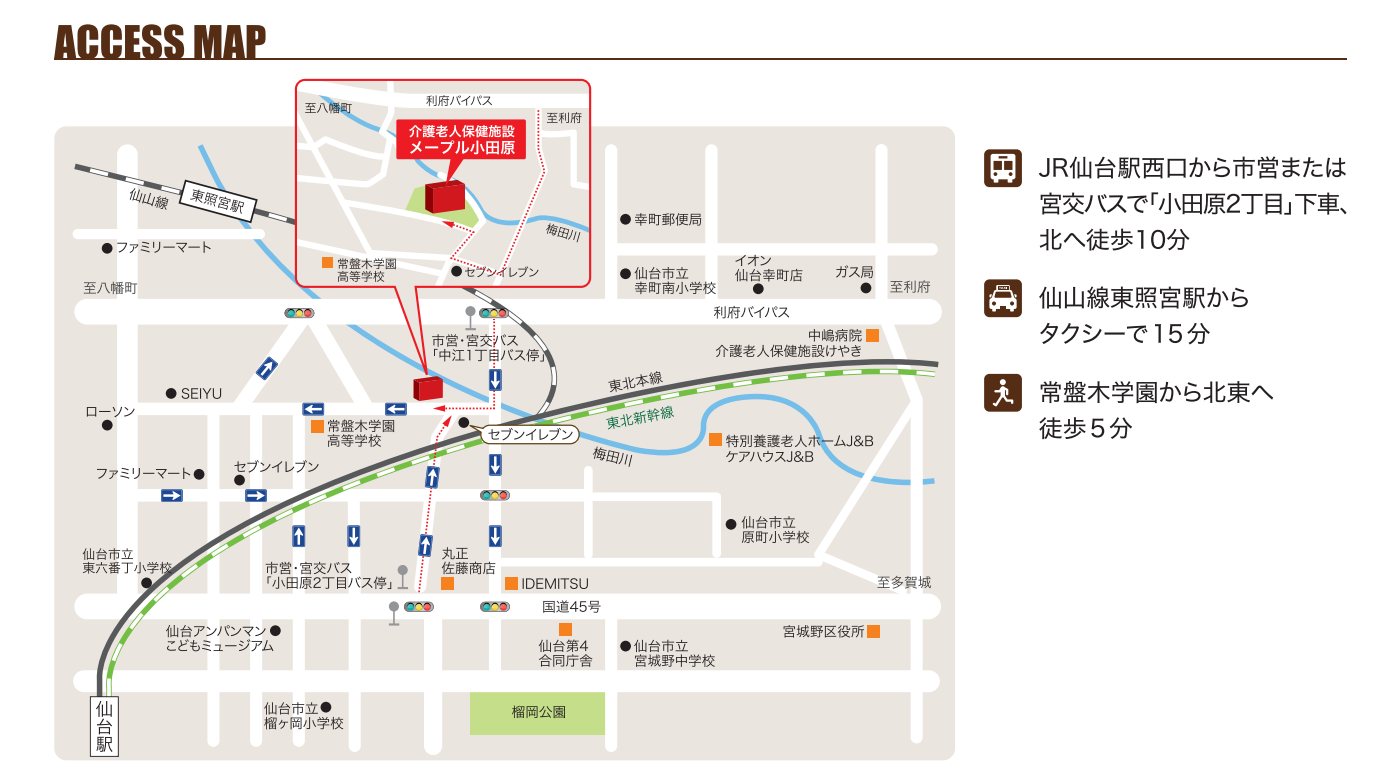 ACCESS MAP
至八幡町
利府バイパス
至利府
介護老人保健施設
メープル小田原
梅田川
常盤木学園
高等学校
セブンイレブン
仙山線
東照宮駅
ファミリーマート
至八幡町
幸町郵便局
仙台市立
幸町南小学校
イオン
仙台幸町店
ガス局
至利府
利府バイパス
市営・宮交バス
「中江1丁目バス停」
中嶋病院
介護老人保健施設けやき
東北本線
東北新幹線
SEIYU
ローソン
常盤木学園
高等学校
セブンイレブン
梅田川
特別養護老人ホームJ&B
ケアハウスJ&B
ファミリーマート
セブンイレブン
仙台市立
原町小学校
仙台市立
東六番丁小学校
市営・宮交バス
「小田原2丁目バス停」
丸正
佐藤商店
IDEMITSU
至多賀城
国道45号
仙台アンパンマン
こどもミュージアム
仙台第4
合同庁舎
仙台市立
宮城野中学校
宮城野区役所
仙台駅
仙台市立
榴ヶ岡小学校
榴岡公園
JR仙台駅西口から市営または
宮交バスで「小田原2丁目」下車、
北へ徒歩10分
仙山線東照宮駅から
タクシーで15分
常盤木学園から北東へ
徒歩5分